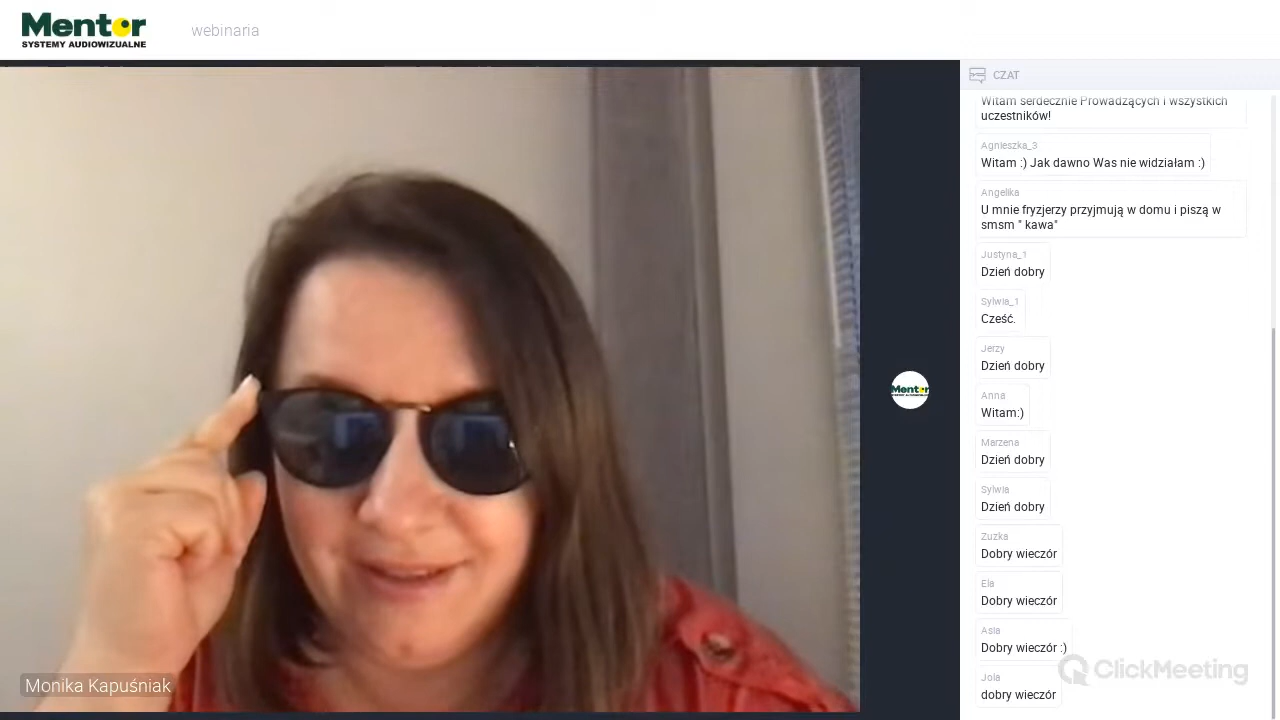 Mentor
SYSTEMY AUDIOWIZUALNE
webinaria
CZAT
Witam serdecznie Prowadzących i wszystkich
uczestników!
Agnieszka_3
Witam :) Jak dawno Was nie widziałam :)
Angelika
U mnie fryzjerzy przyjmują w domu i piszą w
smsm " kawa"
Justyna_1
Dzień dobry
Sylwia_1
Cześć.
Jerzy
Dzień dobry
Anna
Witam:)
Marzena
Dzień dobry
Sylwia
Dzień dobry
Zuzka
Dobry wieczór
Ela
Dobry wieczór
Asia
Dobry wieczór :)
Jola
dobry wieczór
ClickMeeting
Mentor
Monika Kapuśniak